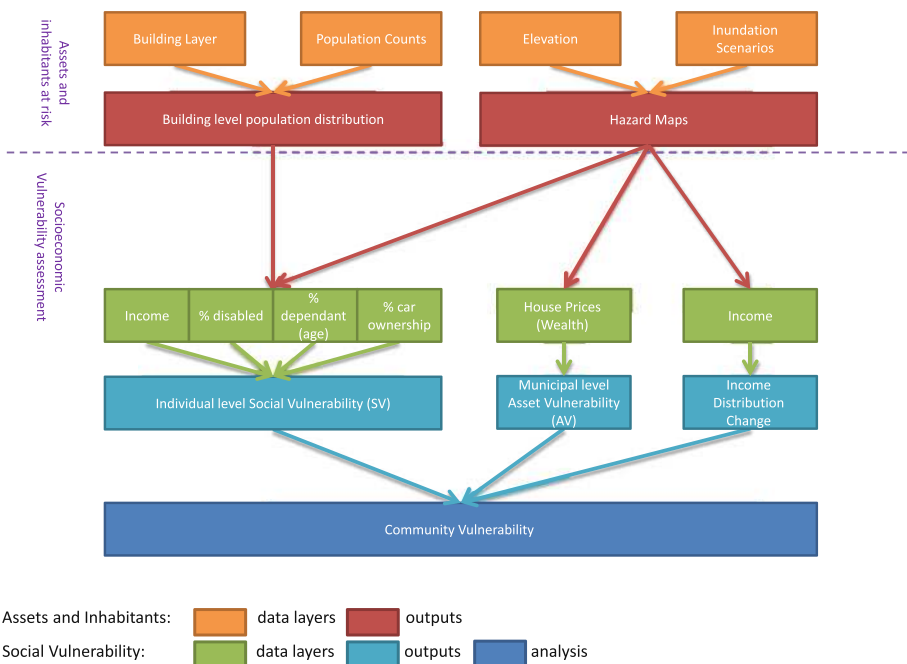 Assets and
inhabitants at risk
Building Layer
Population Counts
Elevation
Inundation
Scenarios
Building level population distribution
Hazard Maps
Socioeconomic
Vulnerability assessment
Income
% disabled
%
dependant
(age)
% car
ownership
House Prices
(Wealth)
Income
Individual level Social Vulnerability (SV)
Municipal level
Asset Vulnerability
(AV)
Income
Distribution
Change
Community Vulnerability
Assets and Inhabitants:
data layers
outputs
Social Vulnerability:
data layers
outputs
analysis